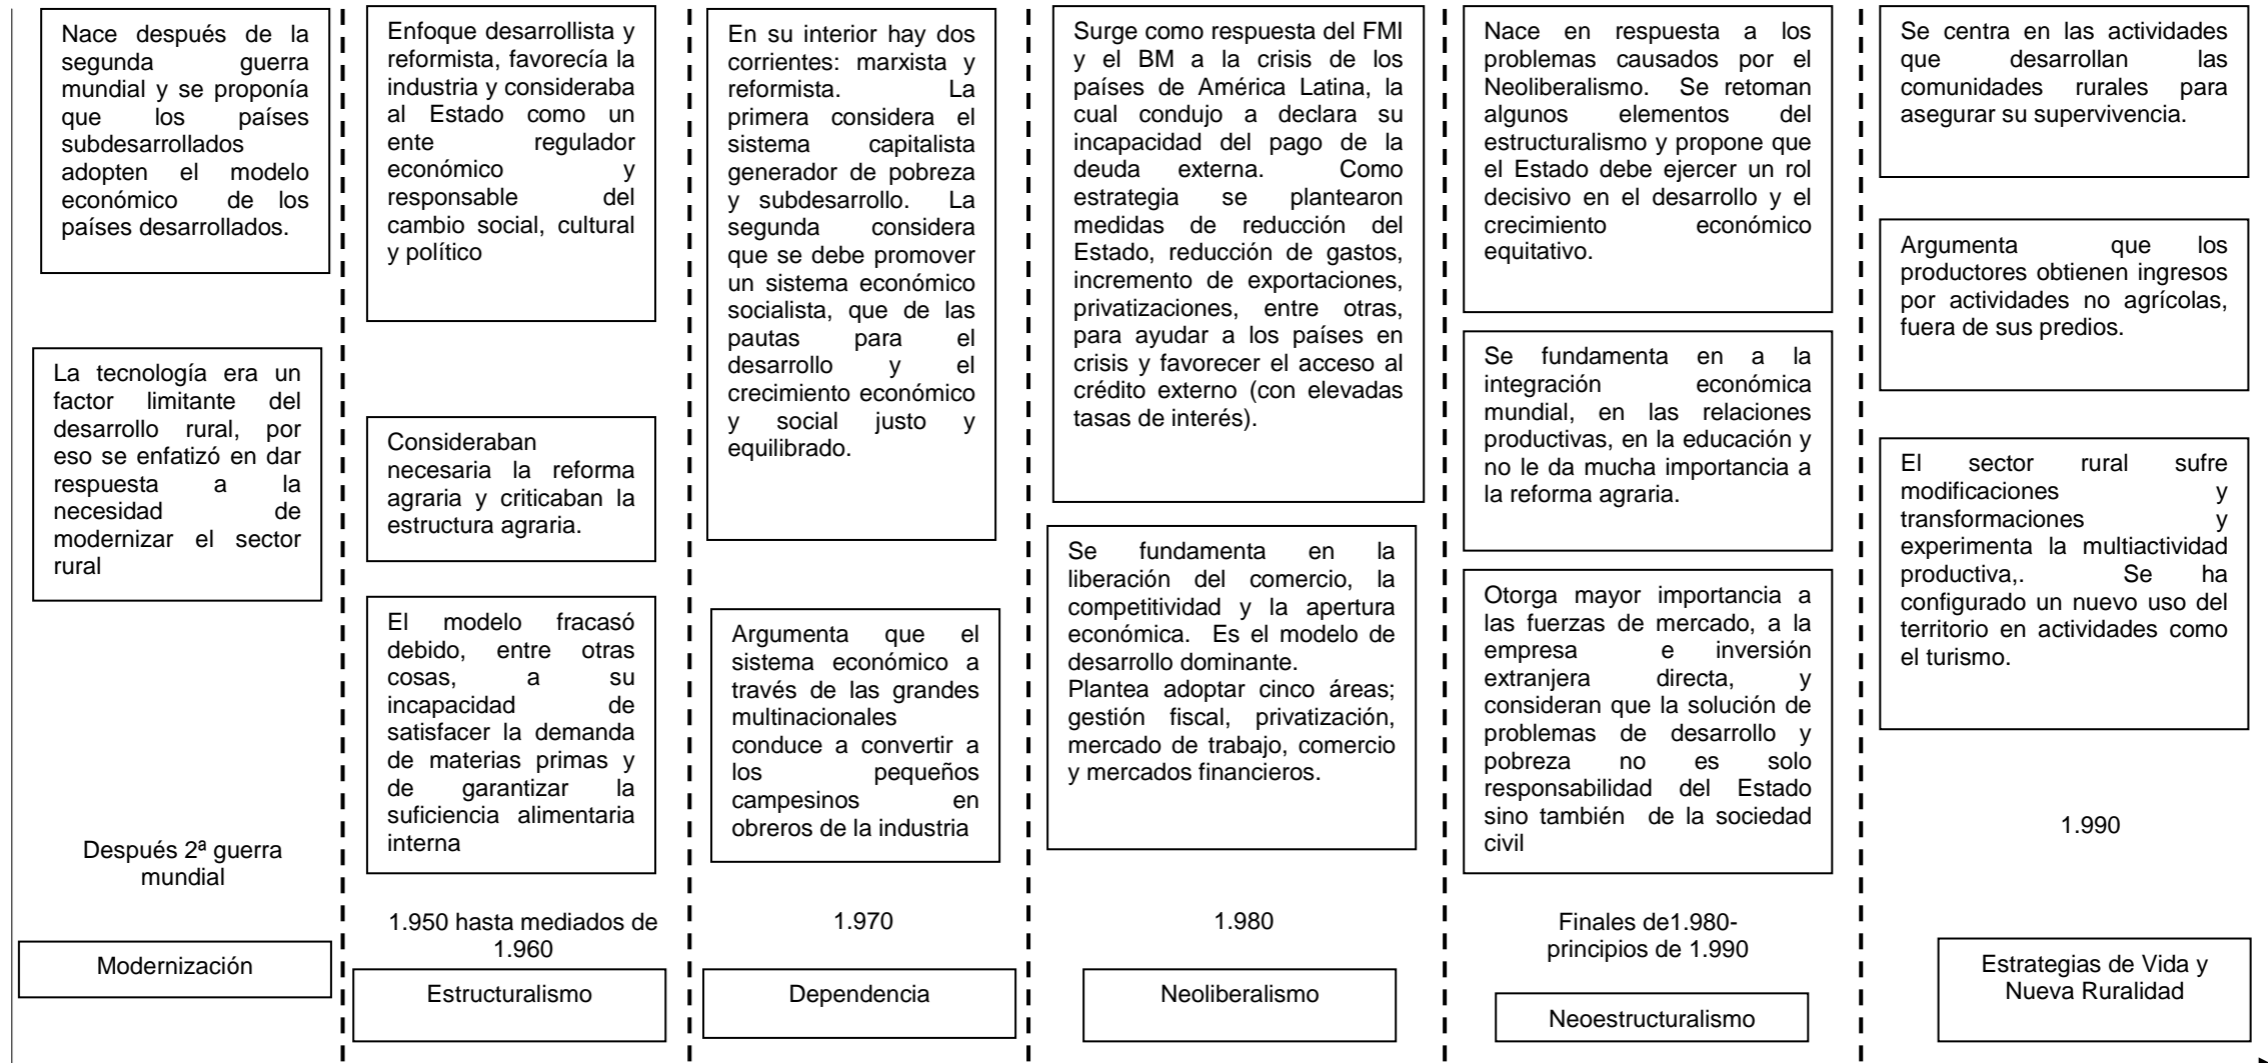 Nace después de la
segunda guerra
mundial y se proponía
que los países
subdesarrollados
adopten el modelo
económico de los
países desarrollados.
La tecnología era un
factor limitante del
desarrollo rural, por
eso se enfatizó en dar
respuesta a la
necesidad de
modernizar el sector
rural
Después 2ª guerra
mundial
Modernización
Enfoque desarrollista y
reformista, favorecía la
industria y consideraba
al Estado como un
ente regulador
económico y
responsable del
cambio social, cultural
y político
Consideraban
necesaria la reforma
agraria y criticaban la
estructura agraria.
El modelo fracasó
debido, entre otras
cosas, a su
incapacidad de
satisfacer la demanda
de materias primas y
de garantizar la
suficiencia alimentaria
interna
1.950 hasta mediados de
1.960
Estructuralismo
En su interior hay dos
corrientes: marxista y
reformista. La
primera considera el
sistema capitalista
generador de pobreza
y subdesarrollo. La
segunda considera
que se debe promover
un sistema económico
socialista, que de las
pautas para el
desarrollo y el
crecimiento económico
y social justo y
equilibrado.
Argumenta que el
sistema económico a
través de las grandes
multinacionales
conduce a convertir a
los pequeños
campesinos en
obreros de la industria
1.970
Dependencia
Surge como respuesta del FMI
y el BM a la crisis de los
países de América Latina, la
cual condujo a declara su
incapacidad del pago de la
deuda externa. Como
estrategia se plantearon
medidas de reducción del
Estado, reducción de gastos,
incremento de exportaciones,
privatizaciones, entre otras,
para ayudar a los países en
crisis y favorecer el acceso al
crédito externo (con elevadas
tasas de interés).
Se fundamenta en la
liberación del comercio, la
competitividad y la apertura
económica. Es el modelo de
desarrollo dominante.
Plantea adoptar cinco áreas;
gestión fiscal, privatización,
mercado de trabajo, comercio
y mercados financieros.
1.980
Neoliberalismo
Nace en respuesta a los
problemas causados por el
Neoliberalismo. Se retoman
algunos elementos del
estructuralismo y propone que
el Estado debe ejercer un rol
decisivo en el desarrollo y el
crecimiento económico
equitativo.
Se fundamenta en a la
integración económica
mundial, en las relaciones
productivas, en la educación y
no le da mucha importancia a
la reforma agraria.
Otorga mayor importancia a
las fuerzas de mercado, a la
empresa e inversión
extranjera directa, y
consideran que la solución de
problemas de desarrollo y
pobreza no es solo
responsabilidad del Estado
sino también de la sociedad
civil
Finales de1.980-
principios de 1.990
Neoestructuralismo
Se centra en las actividades
que desarrollan las
comunidades rurales para
asegurar su supervivencia.
Argumenta que los
productores obtienen ingresos
por actividades no agrícolas,
fuera de sus predios.
El sector rural sufre
modificaciones y
transformaciones y
experimenta la multiactividad
productiva,. Se ha
configurado un nuevo uso del
territorio en actividades como
el turismo.
1.990
Estrategias de Vida y
Nueva Ruralidad